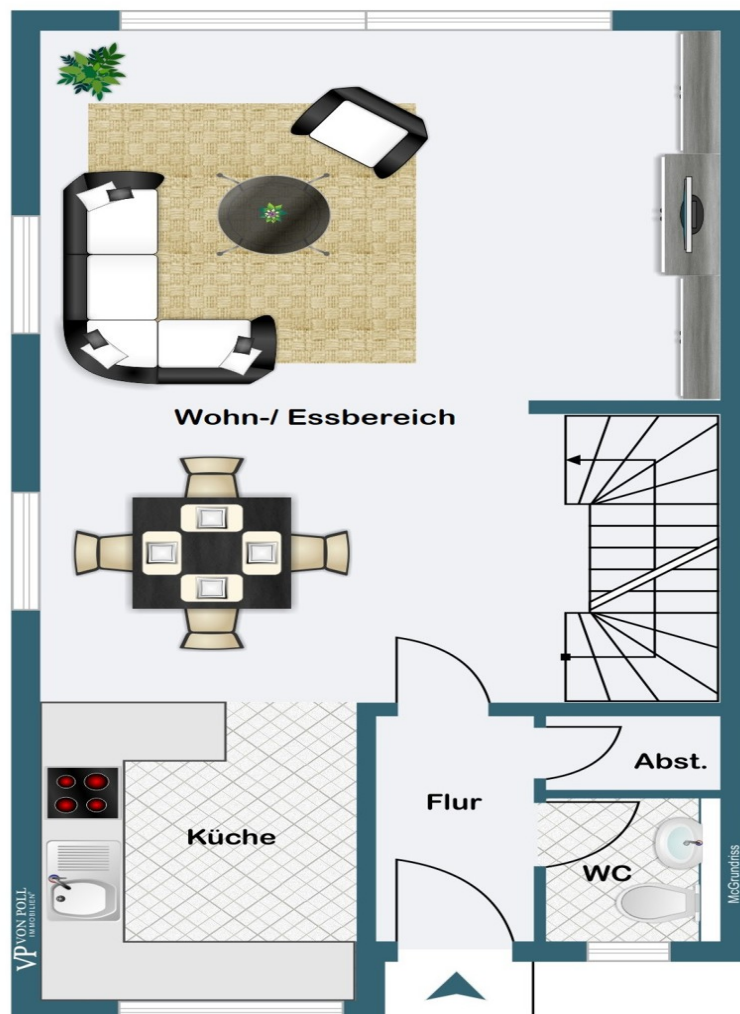 Wohn-/ Essbereich
Abst.
Flur
Küche
WC
McGrundriss
VP VON POLL
IMMOBILIEN®